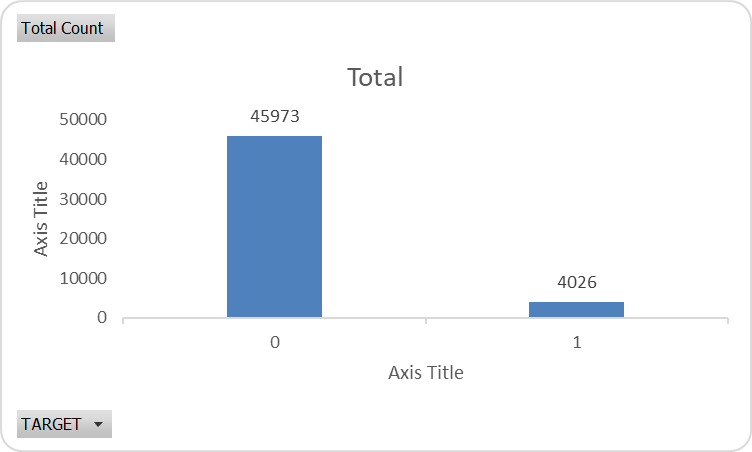 Total Count
Total
45973
4026
50000
40000
30000
20000
10000
0
Axis Title
0
1
Axis Title
TARGET